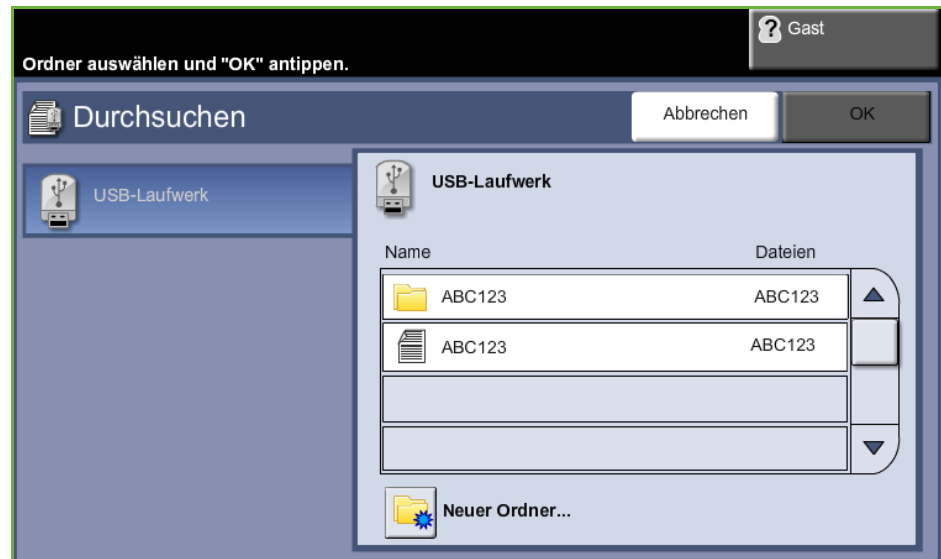 Gast
Ordner auswählen und "OK" antippen.
Durchsuchen
Abbrechen
OK
USB-Laufwerk
USB-Laufwerk
Name Dateien
ABC123 ABC123
ABC123 ABC123
Neuer Ordner...